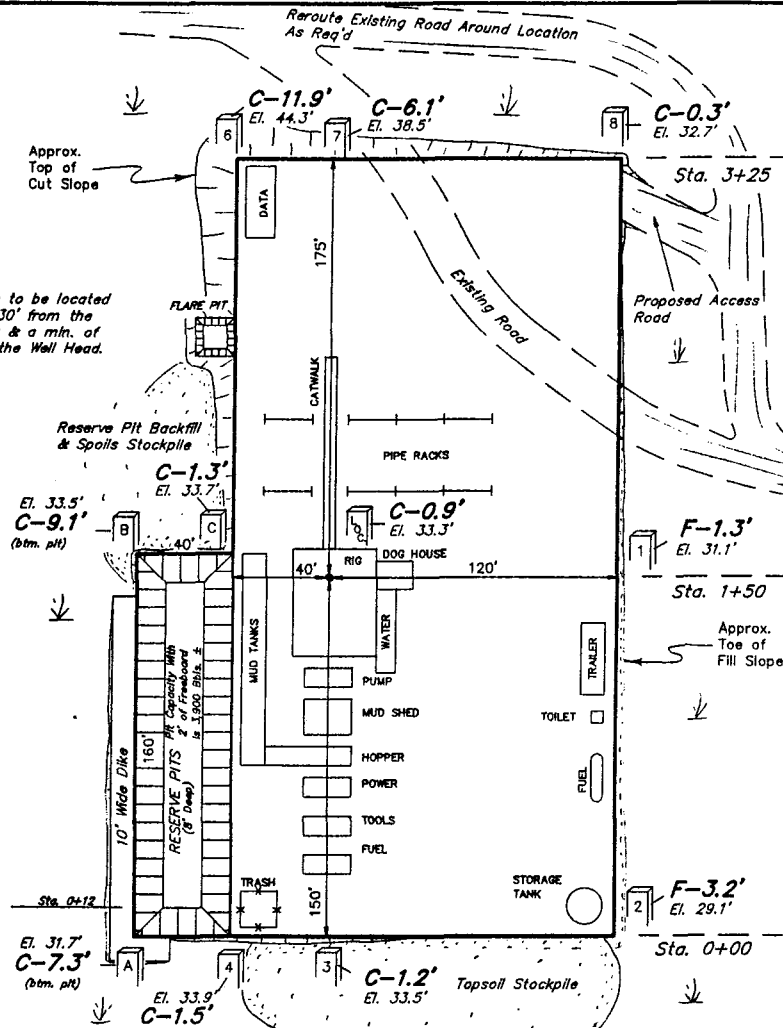 Reroute Existing Road Around Location
As Req'd
C-11.9'
El. 44.3'
6
C-6.1'
El. 38.5'
7
C-0.3'
El. 32.7'
8
Approx.
Top of
Cut Slope
Sta. 3+25
DATA
175'
Existing Road
Proposed Access
Road
to be located
30' from the
& a min. of
the Well Head.
FLARE PIT
CATWALK
Reserve Pit Backfill
& Spoils Stockpile
PIPE RACKS
C-1.3'
El. 33.7'
C
El. 33.5'
C-9.1'
(btm. pit)
B
40'
LOC.
C-0.9'
El. 33.3'
F-1.3'
El. 31.1'
1
RIG
DOG HOUSE
40'
120'
Sta. 1+50
MUD TANKS
WATER
Approx.
Toe of
Fill Slope
TRAILER
PUMP
MUD SHED
TOILET
HOPPER
FUEL
POWER
TOOLS
FUEL
10' Wide Dike
160'
RESERVE PITS
(8' Deep)
Pit Capacity With
2' of Freeboard
is 3,900 Bbls. ±
TRASH
150'
STORAGE
TANK
F-3.2'
El. 29.1'
2
Sta. 0+12
Sta. 0+00
El. 31.7'
C-7.3'
(btm. pit)
A
4
El. 33.9'
C-1.5'
3
C-1.2'
El. 33.5'
Topsoil Stockpile